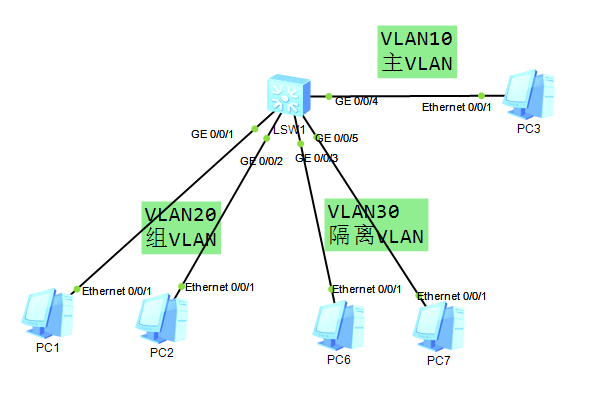 VLAN10
主VLAN
GE 0/0/4
Ethernet 0/0/1
PC3
LSW1
GE 0/0/1
GE 0/0/2
GE 0/0/5
GE 0/0/3
VLAN20
组VLAN
VLAN30
隔离VLAN
Ethernet 0/0/1
Ethernet 0/0/1
Ethernet 0/0/1
Ethernet 0/0/1
PC1
PC2
PC6
PC7